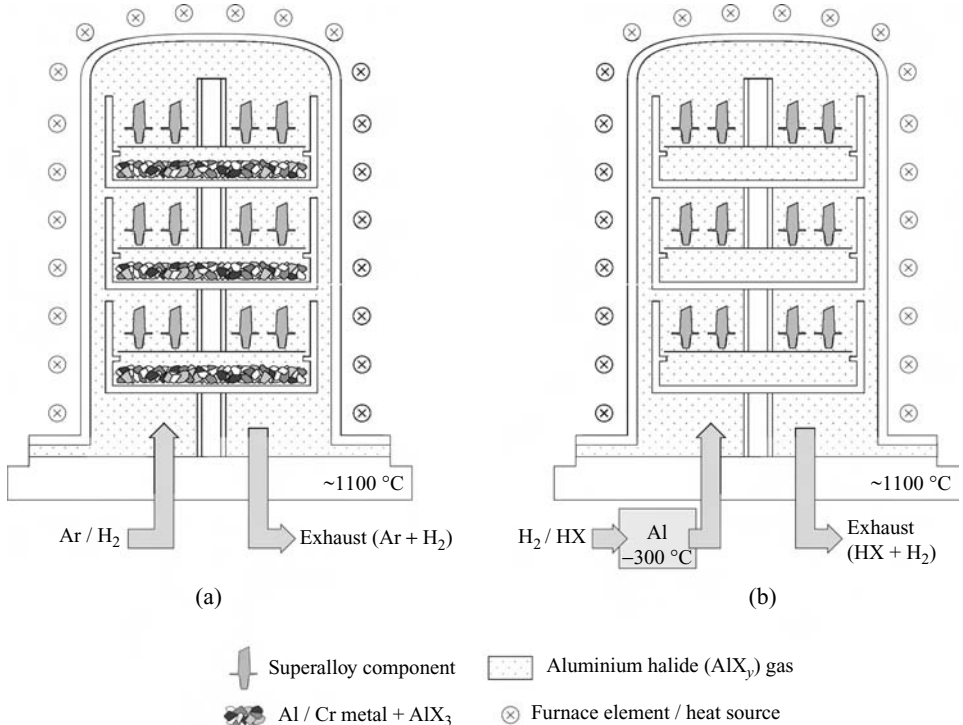 ~1100 °C
~1100 °C
Ar / H₂
Exhaust (Ar + H₂)
H₂ / HX
Al
–300 °C
Exhaust
(HX + H₂)
(a)
(b)
Superalloy component
Aluminium halide (AlXᵧ) gas
Al / Cr metal + AlX₃
Furnace element / heat source